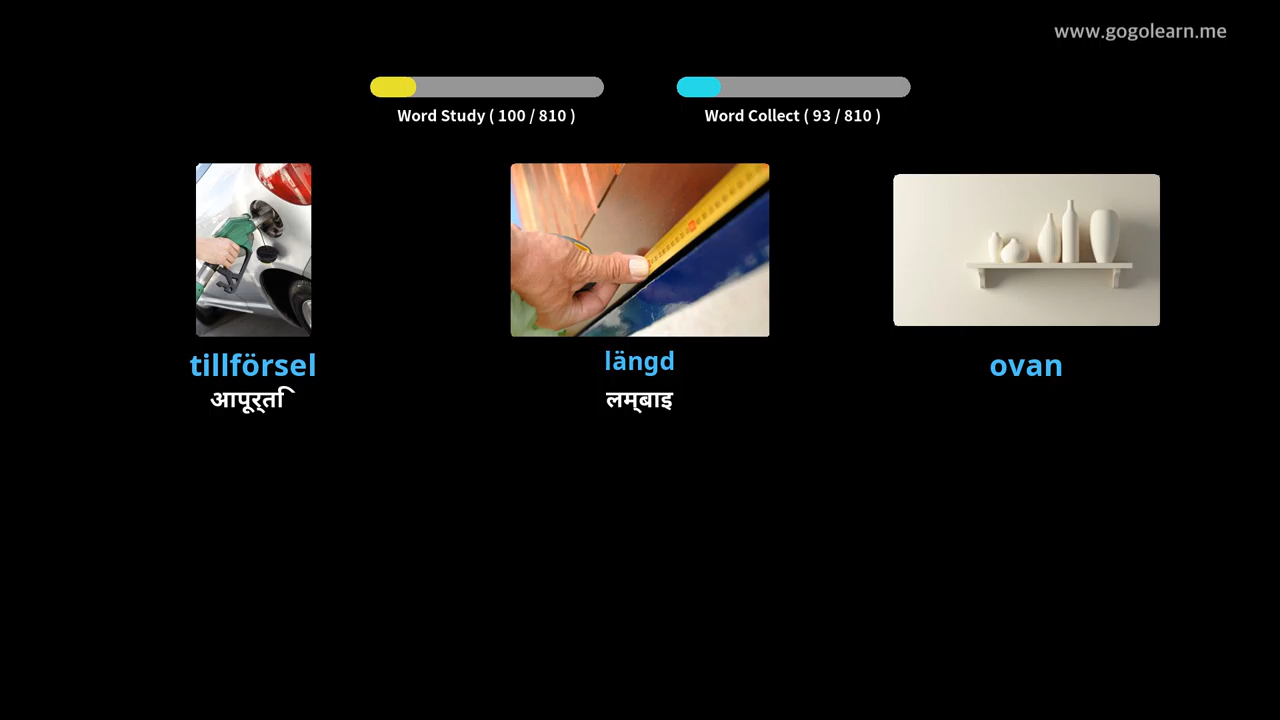 www.gogolearn.me
Word Study ( 100 / 810 )
Word Collect ( 93 / 810 )
tillförsel
längd
ovan
आपूर्ति
लम्बाइ